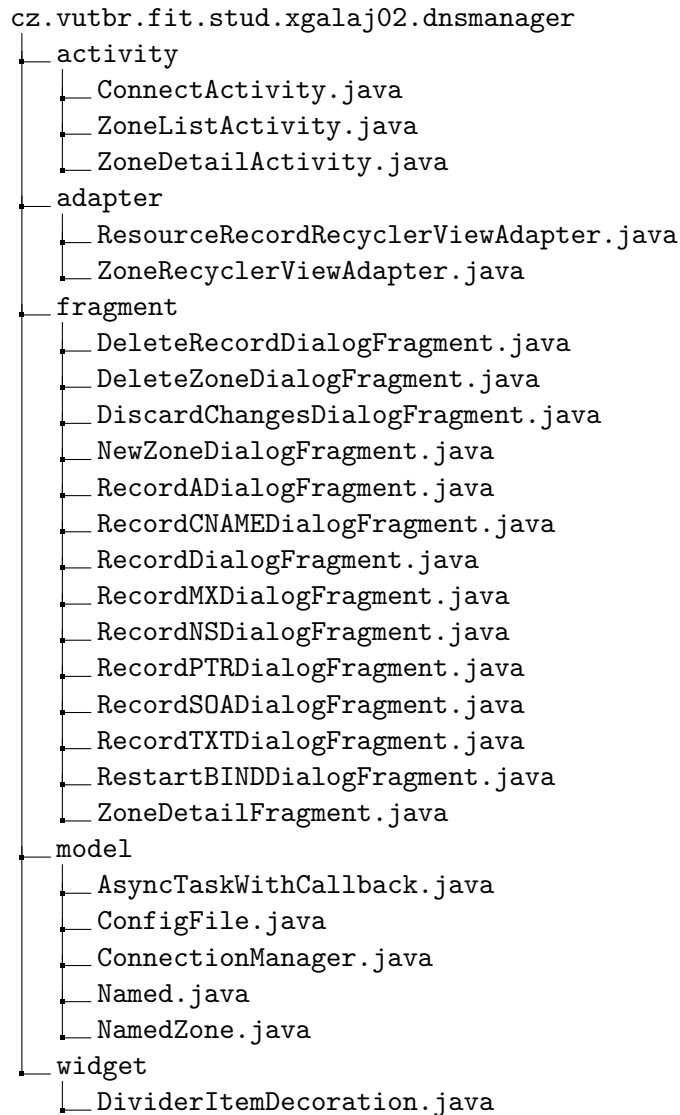 cz.vutbr.fit.stud.xgalaj02.dnsmanager
activity
ConnectActivity.java
ZoneListActivity.java
ZoneDetailActivity.java
adapter
ResourceRecordRecyclerViewAdapter.java
ZoneRecyclerViewAdapter.java
fragment
DeleteRecordDialogFragment.java
DeleteZoneDialogFragment.java
DiscardChangesDialogFragment.java
NewZoneDialogFragment.java
RecordADialogFragment.java
RecordCNAMEDialogFragment.java
RecordDialogFragment.java
RecordMXDialogFragment.java
RecordNSDialogFragment.java
RecordPTRDialogFragment.java
RecordSOADialogFragment.java
RecordTXTDialogFragment.java
RestartBINDDialogFragment.java
ZoneDetailFragment.java
model
AsyncTaskWithCallback.java
ConfigFile.java
ConnectionManager.java
Named.java
NamedZone.java
widget
DividerItemDecoration.java